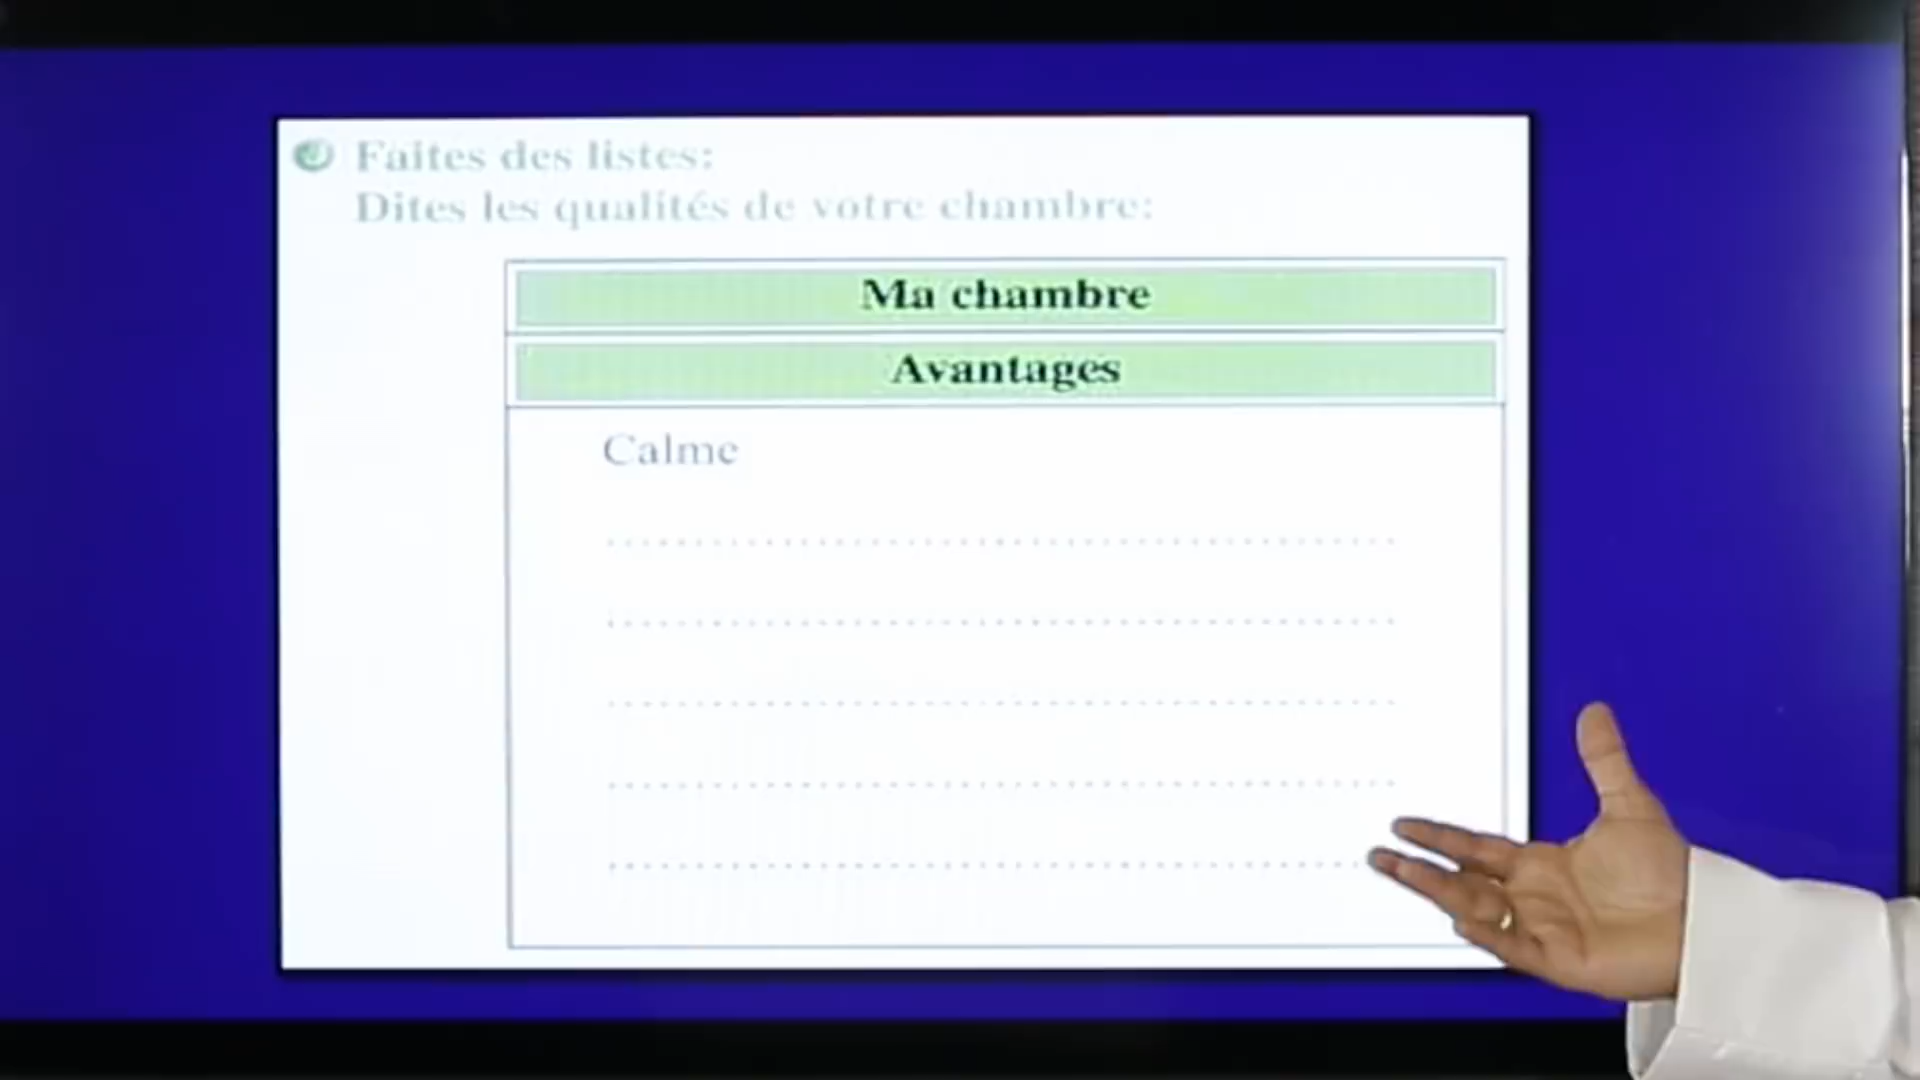 Faites des listes:
Dites les qualités de votre chambre:
Ma chambre
Avantages
Calme